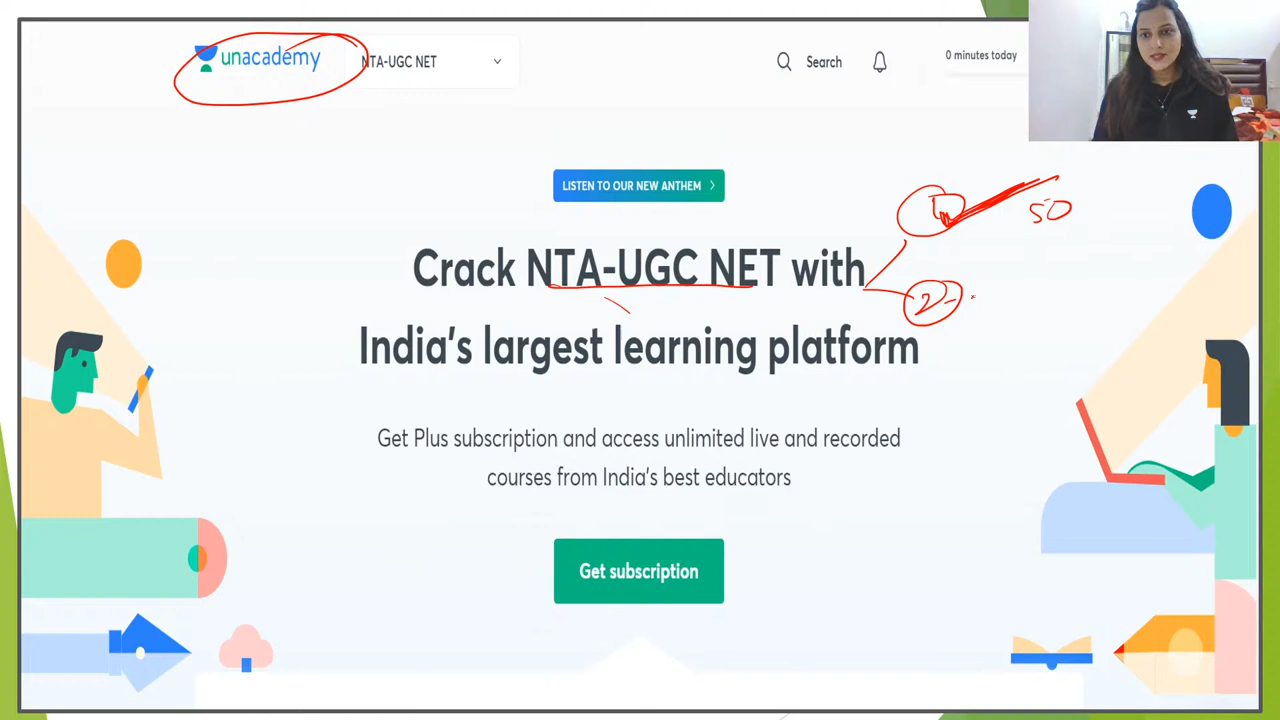 unacademy
NTA-UGC NET
Search
0 minutes today
LISTEN TO OUR NEW ANTHEM
50
Crack NTA-UGC NET with
2
India's largest learning platform
Get Plus subscription and access unlimited live and recorded
courses from India's best educators
Get subscription